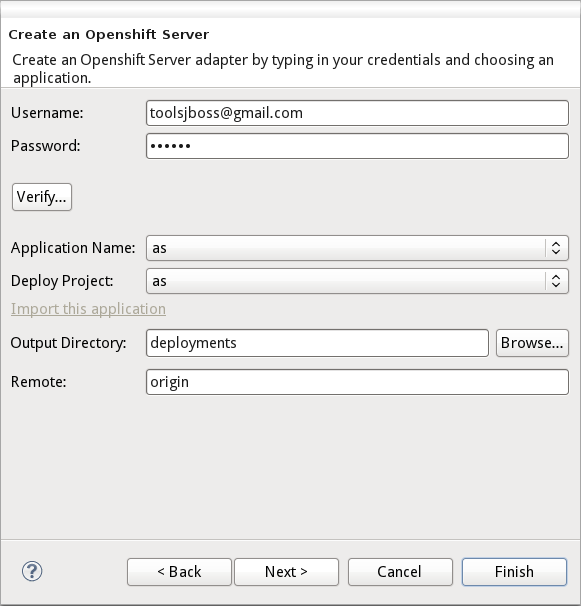 Create an Openshift Server
Create an Openshift Server adapter by typing in your credentials and choosing an
application.
Username: toolsjboss@gmail.com
Password: ••••••
Verify...
Application Name: as
Deploy Project: as
Import this application
Output Directory: deployments Browse...
Remote: origin
? < Back Next > Cancel Finish